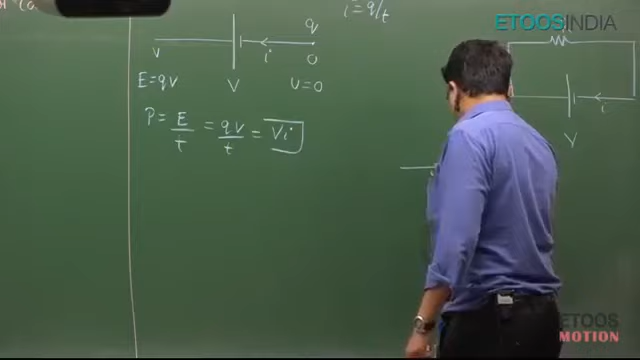 i = q/t
ETOOSINDIA
q
V
i
0
E = qV
V
U = 0
P = E/t = qV/t = Vi
i
V
ETOOS
MOTION